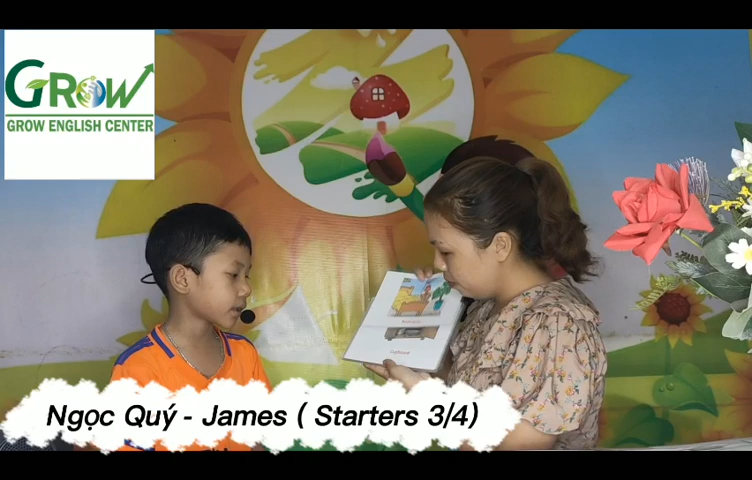 GROW
GROW ENGLISH CENTER
Ngọc Quý - James ( Starters 3/4)